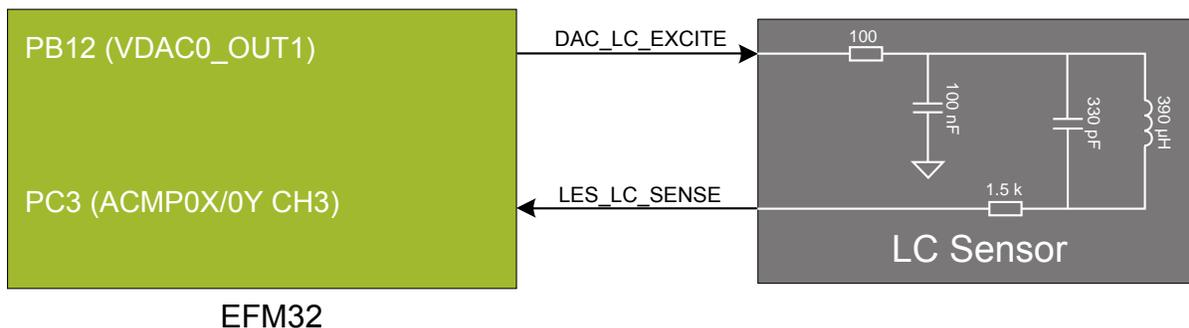 PB12 (VDAC0_OUT1)
DAC_LC_EXCITE
100
100 nF
330 pF
390 µH
PC3 (ACMP0X/0Y CH3)
LES_LC_SENSE
1.5 k
LC Sensor
EFM32